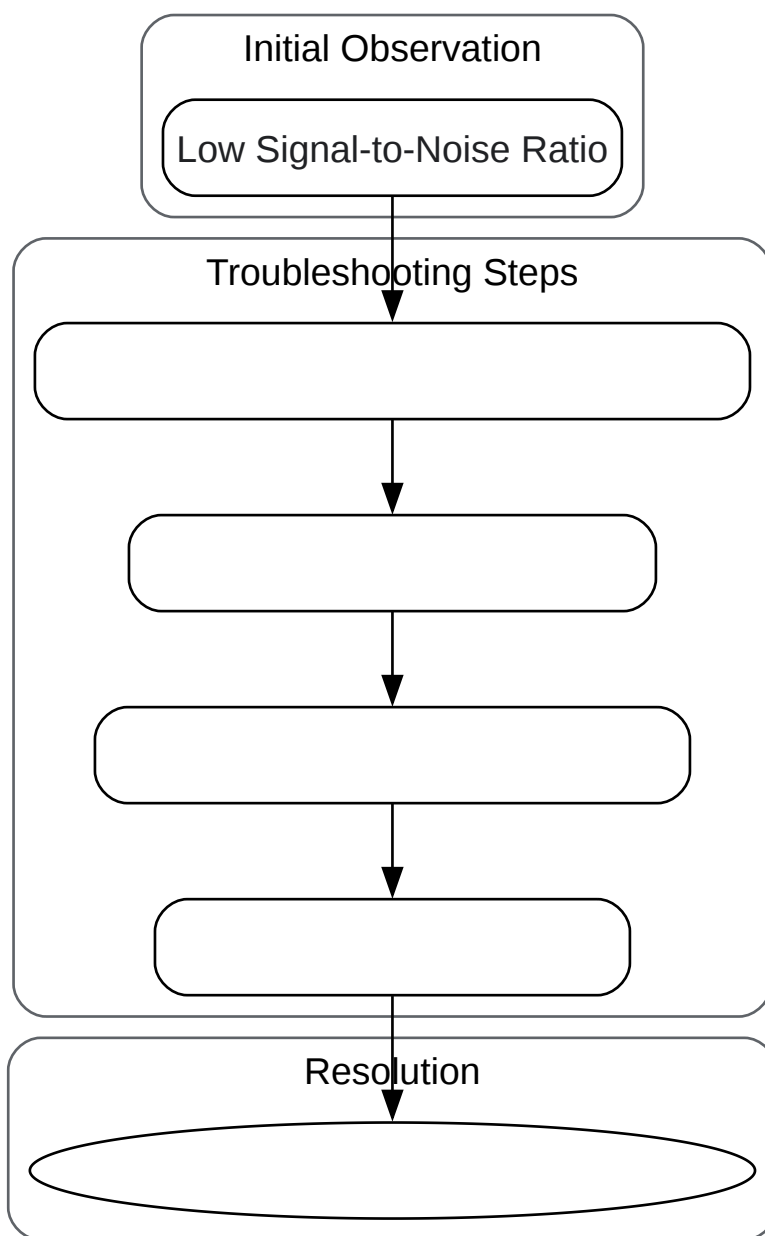 Initial Observation
Low Signal-to-Noise Ratio
Troubleshooting Steps
Resolution